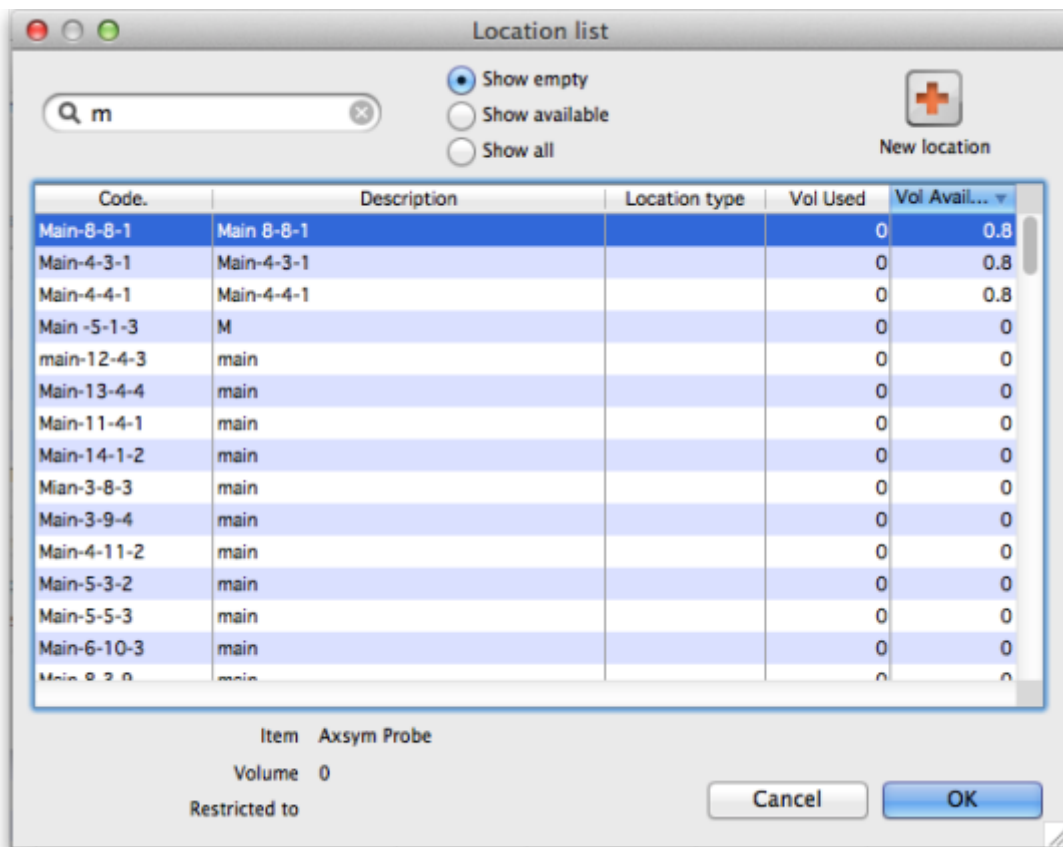 Location list
m
Show empty
Show available
Show all
New location
Code. Description Location type Vol Used Vol Avail...
Main-8-8-1 Main 8-8-1 0 0.8
Main-4-3-1 Main-4-3-1 0 0.8
Main-4-4-1 Main-4-4-1 0 0.8
Main -5-1-3 M 0 0
main-12-4-3 main 0 0
Main-13-4-4 main 0 0
Main-11-4-1 main 0 0
Main-14-1-2 main 0 0
Mian-3-8-3 main 0 0
Main-3-9-4 main 0 0
Main-4-11-2 main 0 0
Main-5-3-2 main 0 0
Main-5-5-3 main 0 0
Main-6-10-3 main 0 0
main 0 0
Item Axsym Probe
Volume 0
Restricted to
Cancel OK